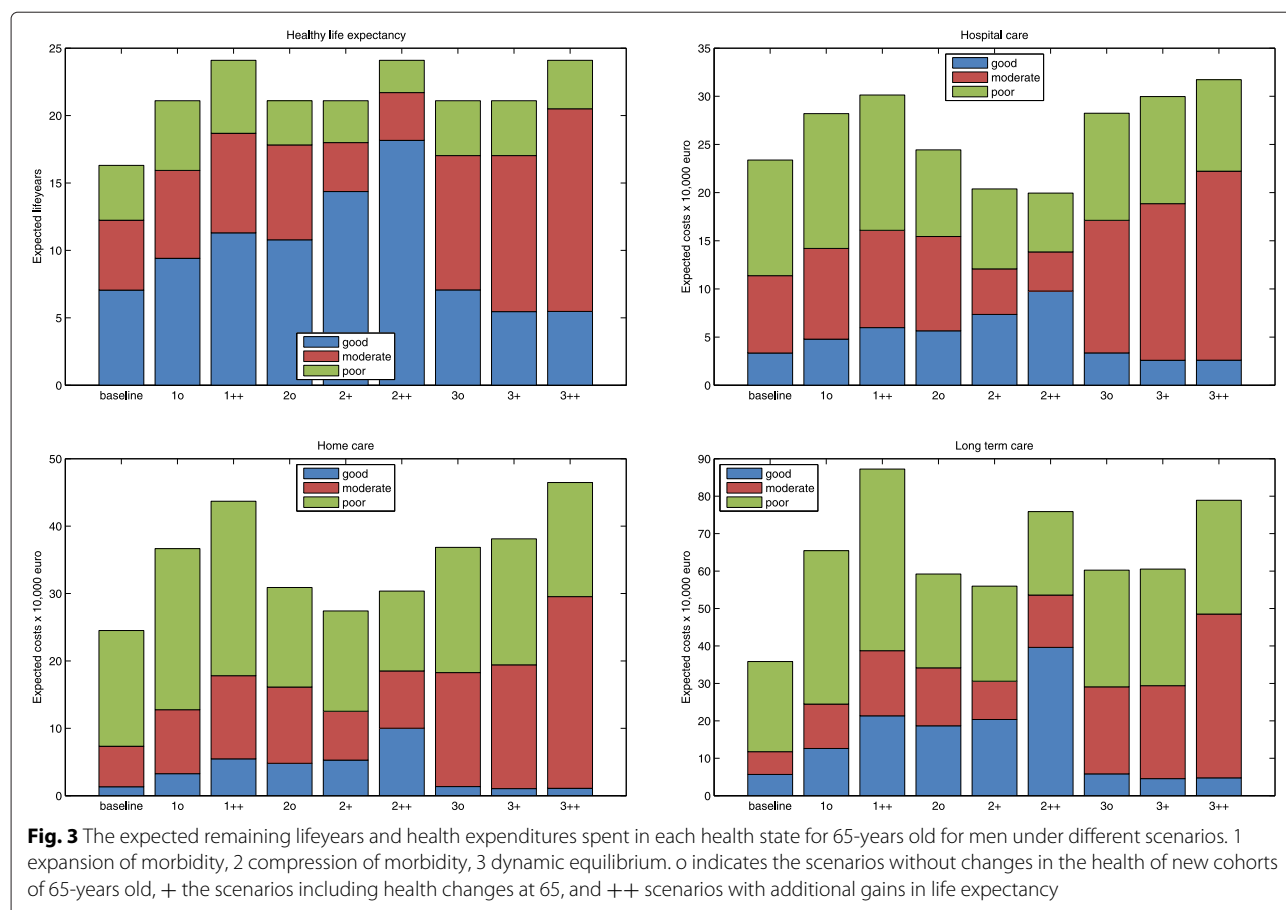 Healthy life expectancy
25
20
15
10
5
0
Expected lifeyears
good
moderate
poor
baseline 1o 1++ 2o 2+ 2++ 3o 3+ 3++
Hospital care
35
30
25
20
15
10
5
0
Expected costs x 10,000 euro
good
moderate
poor
baseline 1o 1++ 2o 2+ 2++ 3o 3+ 3++
Home care
50
40
30
20
10
0
Expected costs x 10,000 euro
good
moderate
poor
baseline 1o 1++ 2o 2+ 2++ 3o 3+ 3++
Long term care
90
80
70
60
50
40
30
20
10
0
Expected costs x 10,000 euro
good
moderate
poor
baseline 1o 1++ 2o 2+ 2++ 3o 3+ 3++
Fig. 3 The expected remaining lifeyears and health expenditures spent in each health state for 65-years old for men under different scenarios. 1
expansion of morbidity, 2 compression of morbidity, 3 dynamic equilibrium. o indicates the scenarios without changes in the health of new cohorts
of 65-years old, + the scenarios including health changes at 65, and ++ scenarios with additional gains in life expectancy